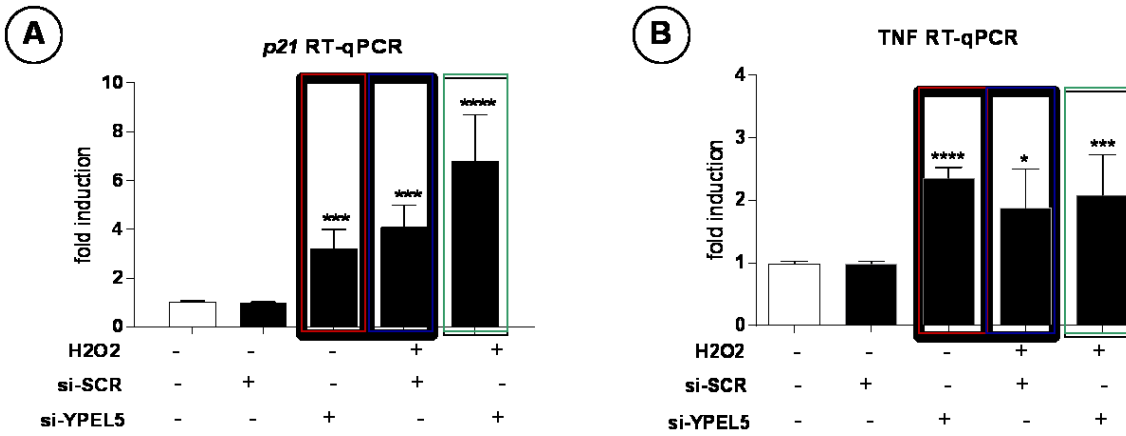 A
p21 RT-qPCR
fold induction
10
8
6
4
2
0
***
***
****
H2O2 - - - + +
si-SCR - + - + -
si-YPEL5 - - + - +
B
TNF RT-qPCR
fold induction
4
3
2
1
0
****
*
***
H2O2 - - - + +
si-SCR - + - + -
si-YPEL5 - - + - +